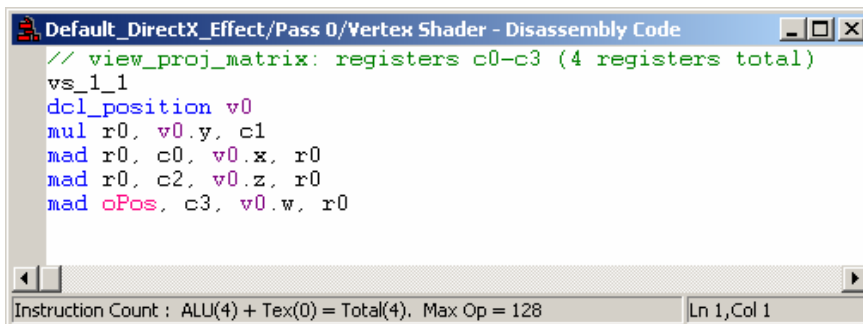 Default_DirectX_Effect/Pass 0/Vertex Shader - Disassembly Code
// view_proj_matrix: registers c0-c3 (4 registers total)
vs_1_1
dcl_position v0
mul r0, v0.y, c1
mad r0, c0, v0.x, r0
mad r0, c2, v0.z, r0
mad oPos, c3, v0.w, r0
Instruction Count : ALU(4) + Tex(0) = Total(4). Max Op = 128
Ln 1,Col 1